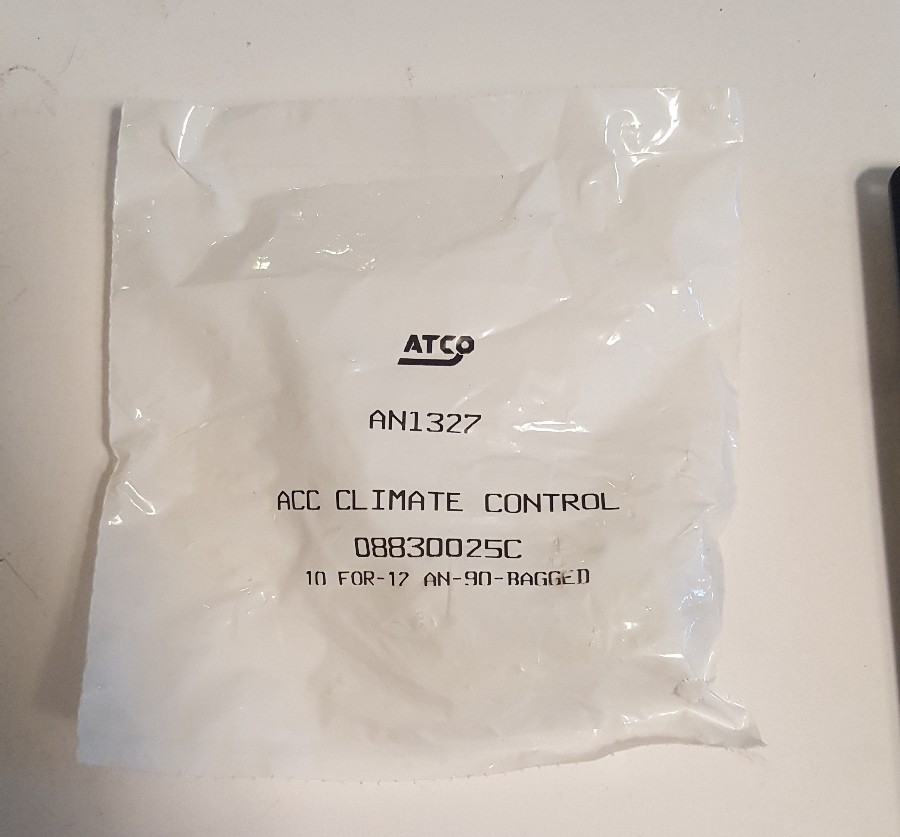 ATCO
AN1327
ACC CLIMATE CONTROL
08830025C
10 FOR-12 AN-90-BAGGED